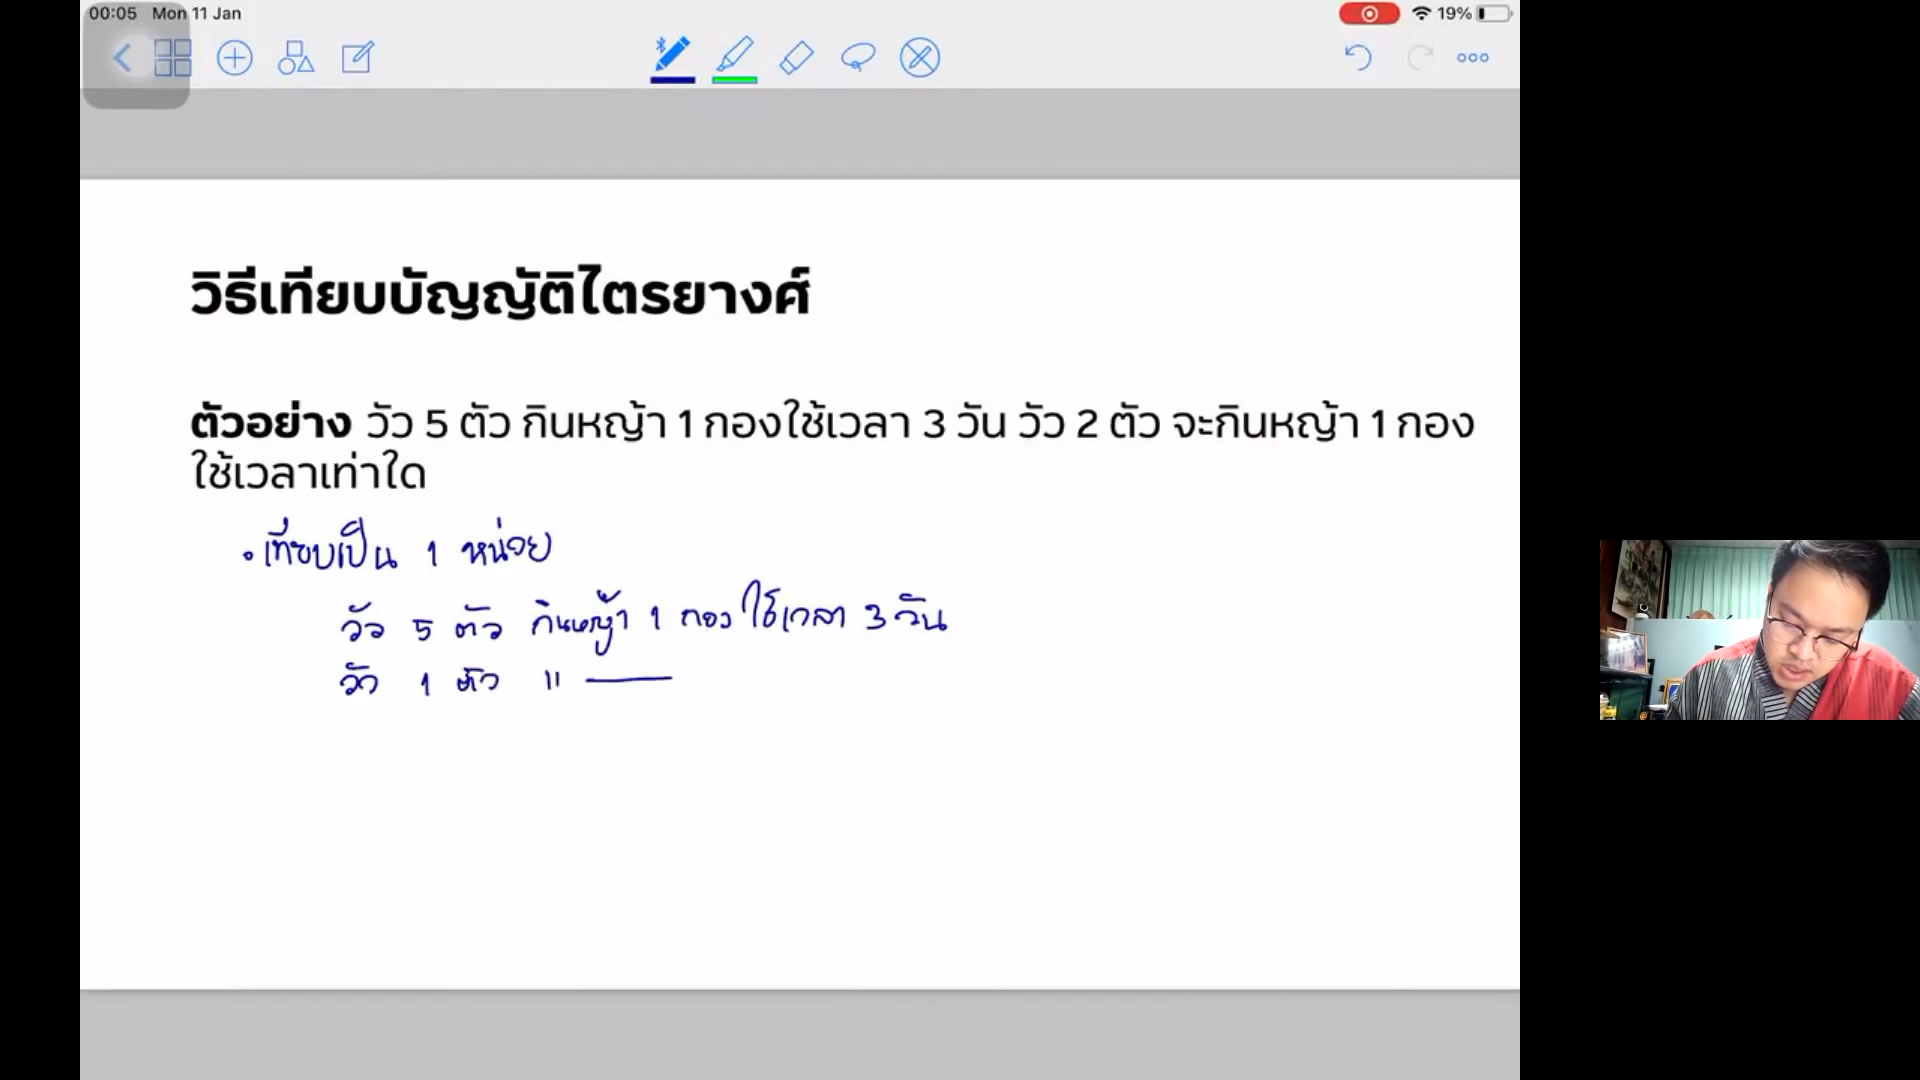 00:05 Mon 11 Jan 19%
วิธีเทียบบัญญัติไตรยางศ์
ตัวอย่าง วัว 5 ตัว กินหญ้า 1 กองใช้เวลา 3 วัน วัว 2 ตัว จะกินหญ้า 1 กอง
ใช้เวลาเท่าใด
• เทียบเป็น 1 หน่วย
วัว 5 ตัว กินหญ้า 1 กอง ใช้เวลา 3 วัน
วัว 1 ตัว "